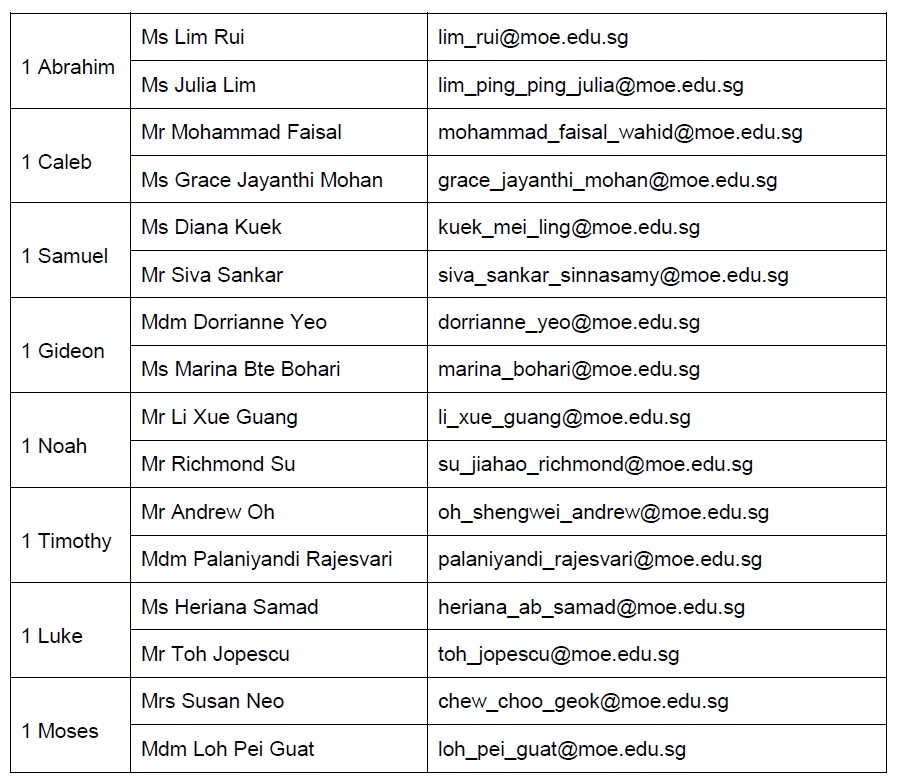 1 Abrahim
Ms Lim Rui lim_rui@moe.edu.sg
Ms Julia Lim lim_ping_ping_julia@moe.edu.sg
1 Caleb
Mr Mohammad Faisal mohammad_faisal_wahid@moe.edu.sg
Ms Grace Jayanthi Mohan grace_jayanthi_mohan@moe.edu.sg
1 Samuel
Ms Diana Kuek kuek_mei_ling@moe.edu.sg
Mr Siva Sankar siva_sankar_sinnasamy@moe.edu.sg
1 Gideon
Mdm Dorrianne Yeo dorrianne_yeo@moe.edu.sg
Ms Marina Bte Bohari marina_bohari@moe.edu.sg
1 Noah
Mr Li Xue Guang li_xue_guang@moe.edu.sg
Mr Richmond Su su_jiahao_richmond@moe.edu.sg
1 Timothy
Mr Andrew Oh oh_shengwei_andrew@moe.edu.sg
Mdm Palaniyandi Rajesvari palaniyandi_rajesvari@moe.edu.sg
1 Luke
Ms Heriana Samad heriana_ab_samad@moe.edu.sg
Mr Toh Jopescu toh_jopescu@moe.edu.sg
1 Moses
Mrs Susan Neo chew_choo_geok@moe.edu.sg
Mdm Loh Pei Guat loh_pei_guat@moe.edu.sg